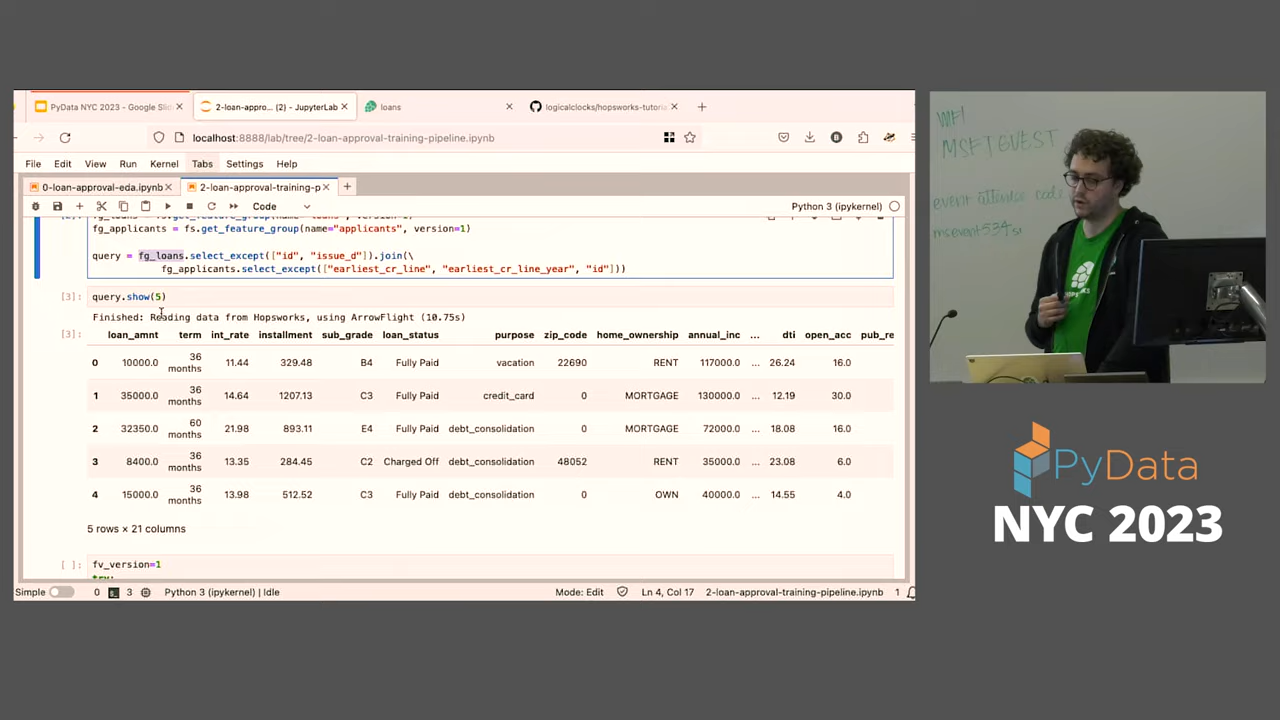 PyData NYC 2023 - Google Slid
2-loan-appro... (2) - JupyterLab
loans
logicalclocks/hopsworks-tutoria
localhost:8888/lab/tree/2-loan-approval-training-pipeline.ipynb
File Edit View Run Kernel Tabs Settings Help
0-loan-approval-eda.ipynb
2-loan-approval-training-p
Code
Python 3 (ipykernel)
fg_applicants = fs.get_feature_group(name="applicants", version=1)
query = fg_loans.select_except(["id", "issue_d"]).join(\
fg_applicants.select_except(["earliest_cr_line", "earliest_cr_line_year", "id"]))
[3]: query.show(5)
Finished: Reading data from Hopsworks, using ArrowFlight (10.75s)
[3]: loan_amnt term int_rate installment sub_grade loan_status purpose zip_code home_ownership annual_inc ... dti open_acc pub_re
0 10000.0 36 months 11.44 329.48 B4 Fully Paid vacation 22690 RENT 117000.0 ... 26.24 16.0
1 35000.0 36 months 14.64 1207.13 C3 Fully Paid credit_card 0 MORTGAGE 130000.0 ... 12.19 30.0
2 32350.0 60 months 21.98 893.11 E4 Fully Paid debt_consolidation 0 MORTGAGE 72000.0 ... 18.08 16.0
3 8400.0 36 months 13.35 284.45 C2 Charged Off debt_consolidation 48052 RENT 35000.0 ... 23.08 6.0
4 15000.0 36 months 13.98 512.52 C3 Fully Paid debt_consolidation 0 OWN 40000.0 ... 14.55 4.0
5 rows × 21 columns
[ ]: fv_version=1
try:
Simple 0 3 Python 3 (ipykernel) | Idle Mode: Edit Ln 4, Col 17 2-loan-approval-training-pipeline.ipynb 1
MSFTGUEST
event attendee code
msevent534
PyData
NYC 2023